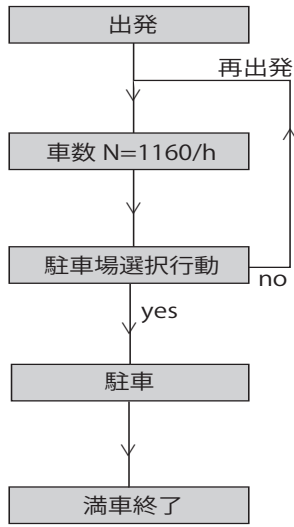 出発
再出発
車数 N=1160/h
駐車場選択行動
no
yes
駐車
満車終了